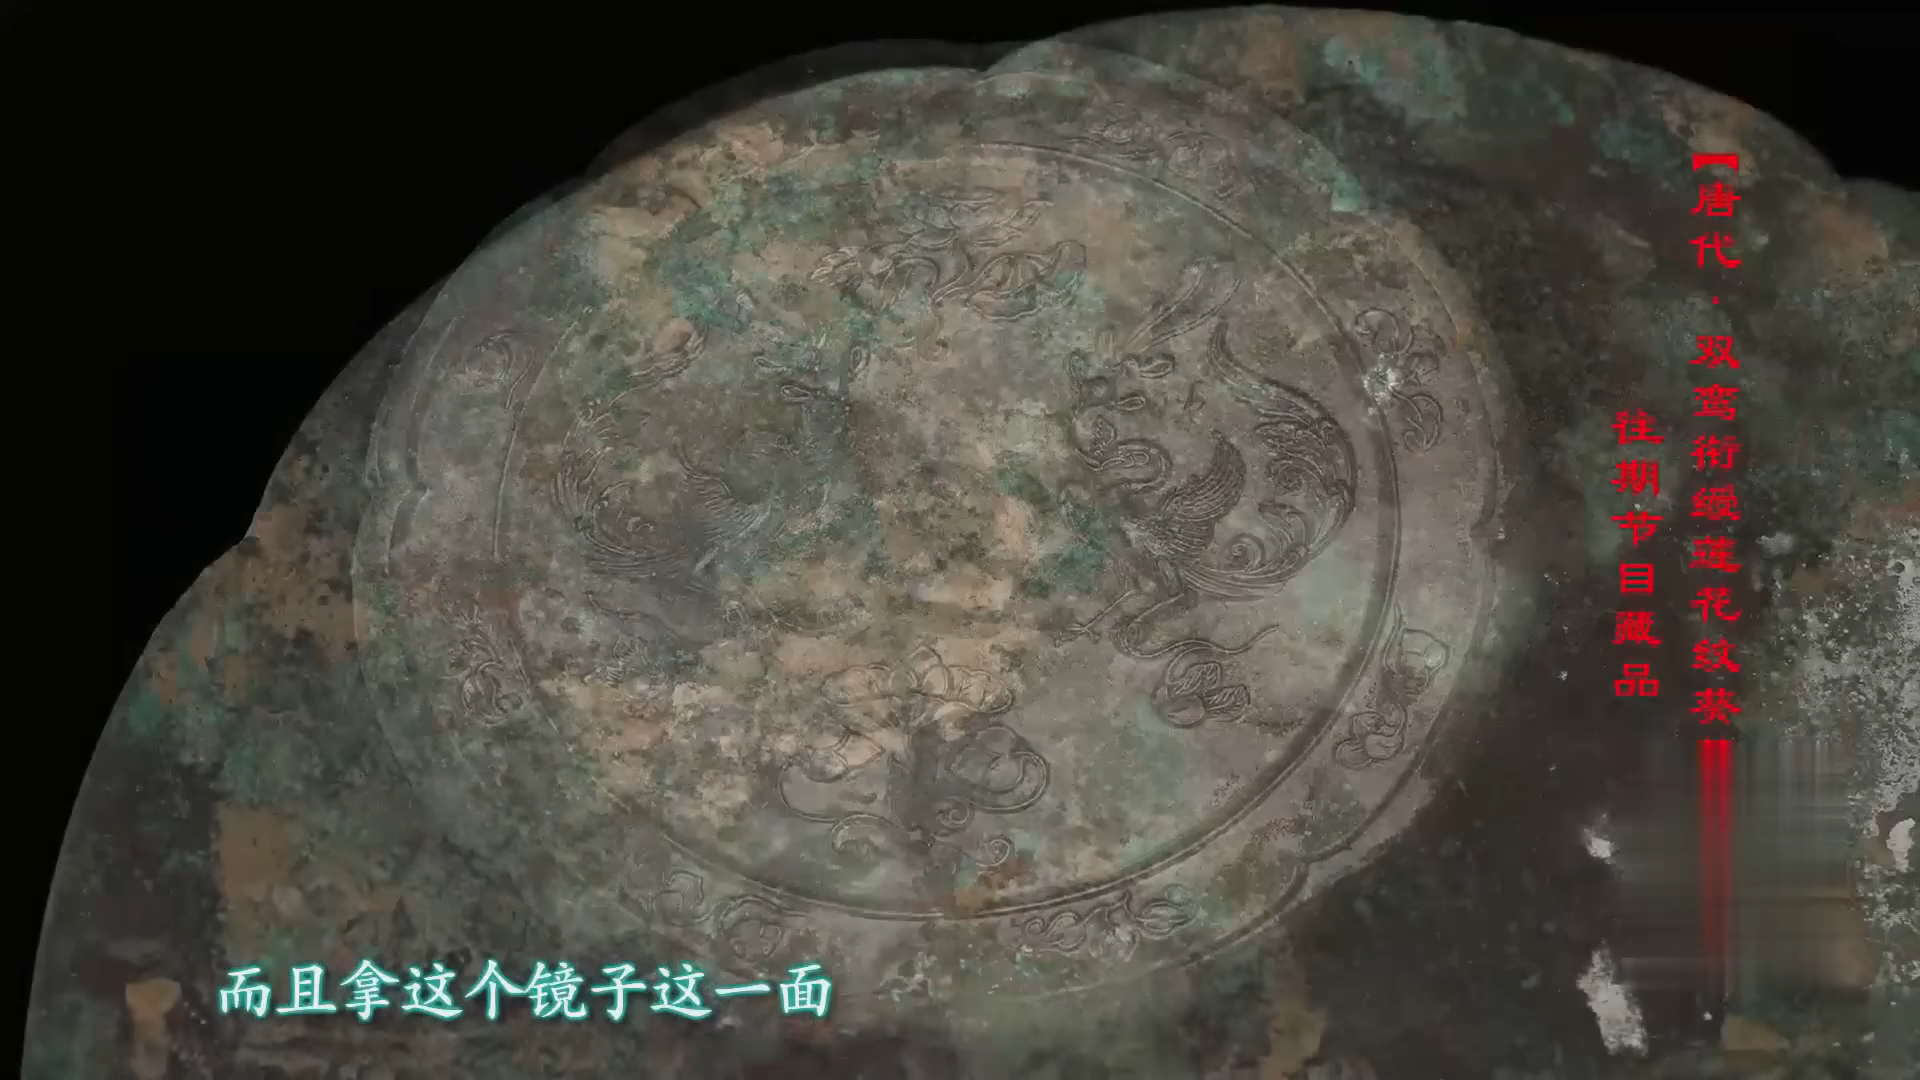 【唐代·双鸾衔绶莲花纹葵
往期节目藏品
而且拿这个镜子这一面